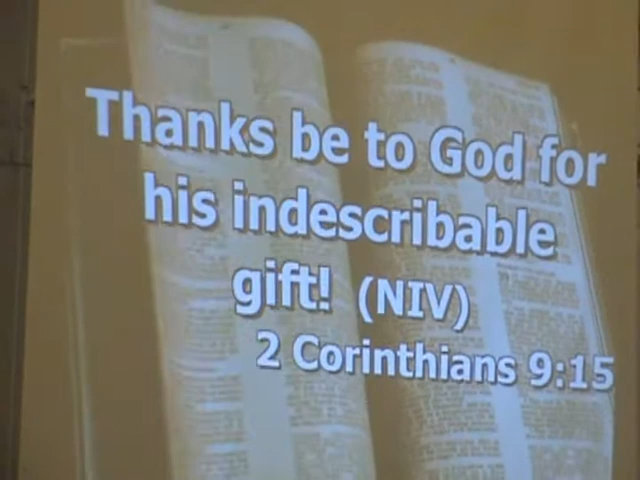 Thanks be to God for
his indescribable
gift! (NIV)
2 Corinthians 9:15